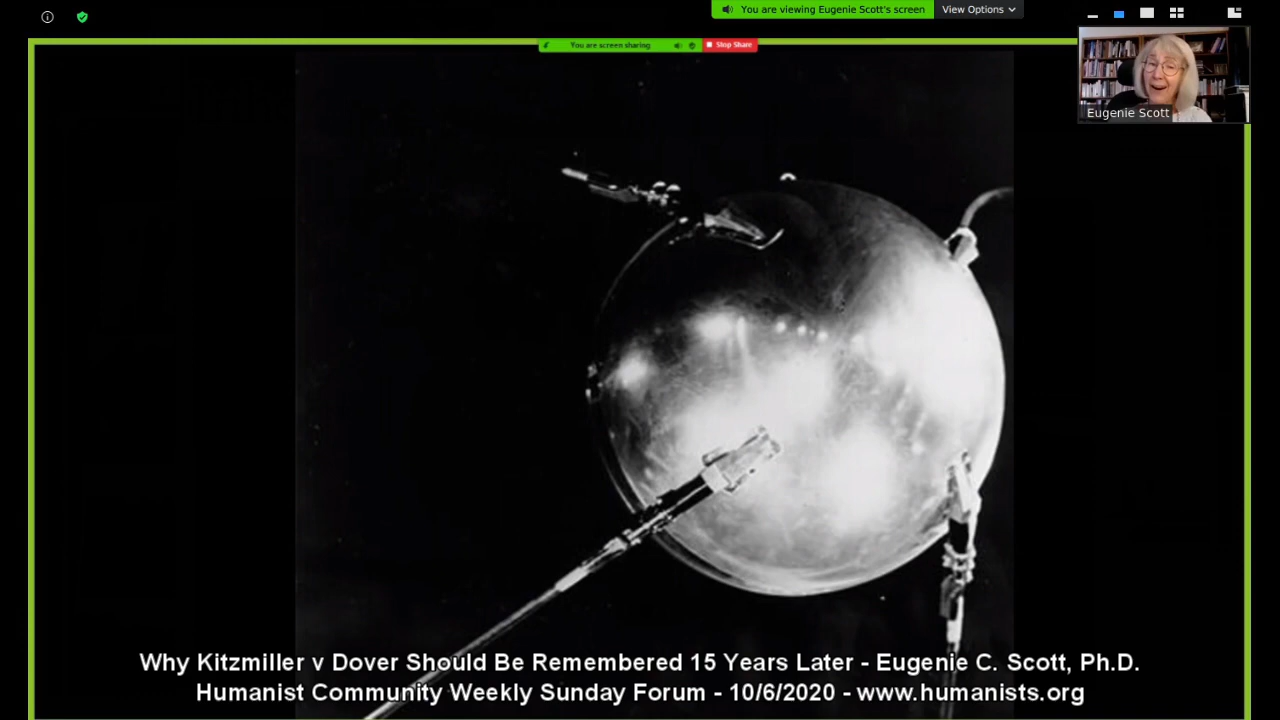 You are viewing Eugenie Scott's screen
View Options
You are screen sharing
Stop Share
Eugenie Scott
Why Kitzmiller v Dover Should Be Remembered 15 Years Later - Eugenie C. Scott, Ph.D.
Humanist Community Weekly Sunday Forum - 10/6/2020 - www.humanists.org